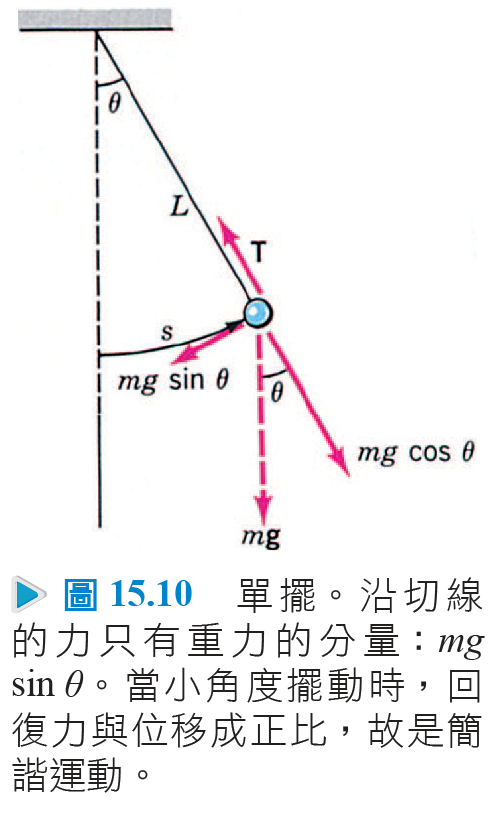 θ
L
T
s
mg sin θ
θ
mg cos θ
mg
圖 15.10 單擺。沿切線
的力只有重力的分量：mg
sin θ。當小角度擺動時，回
復力與位移成正比，故是簡
諧運動。